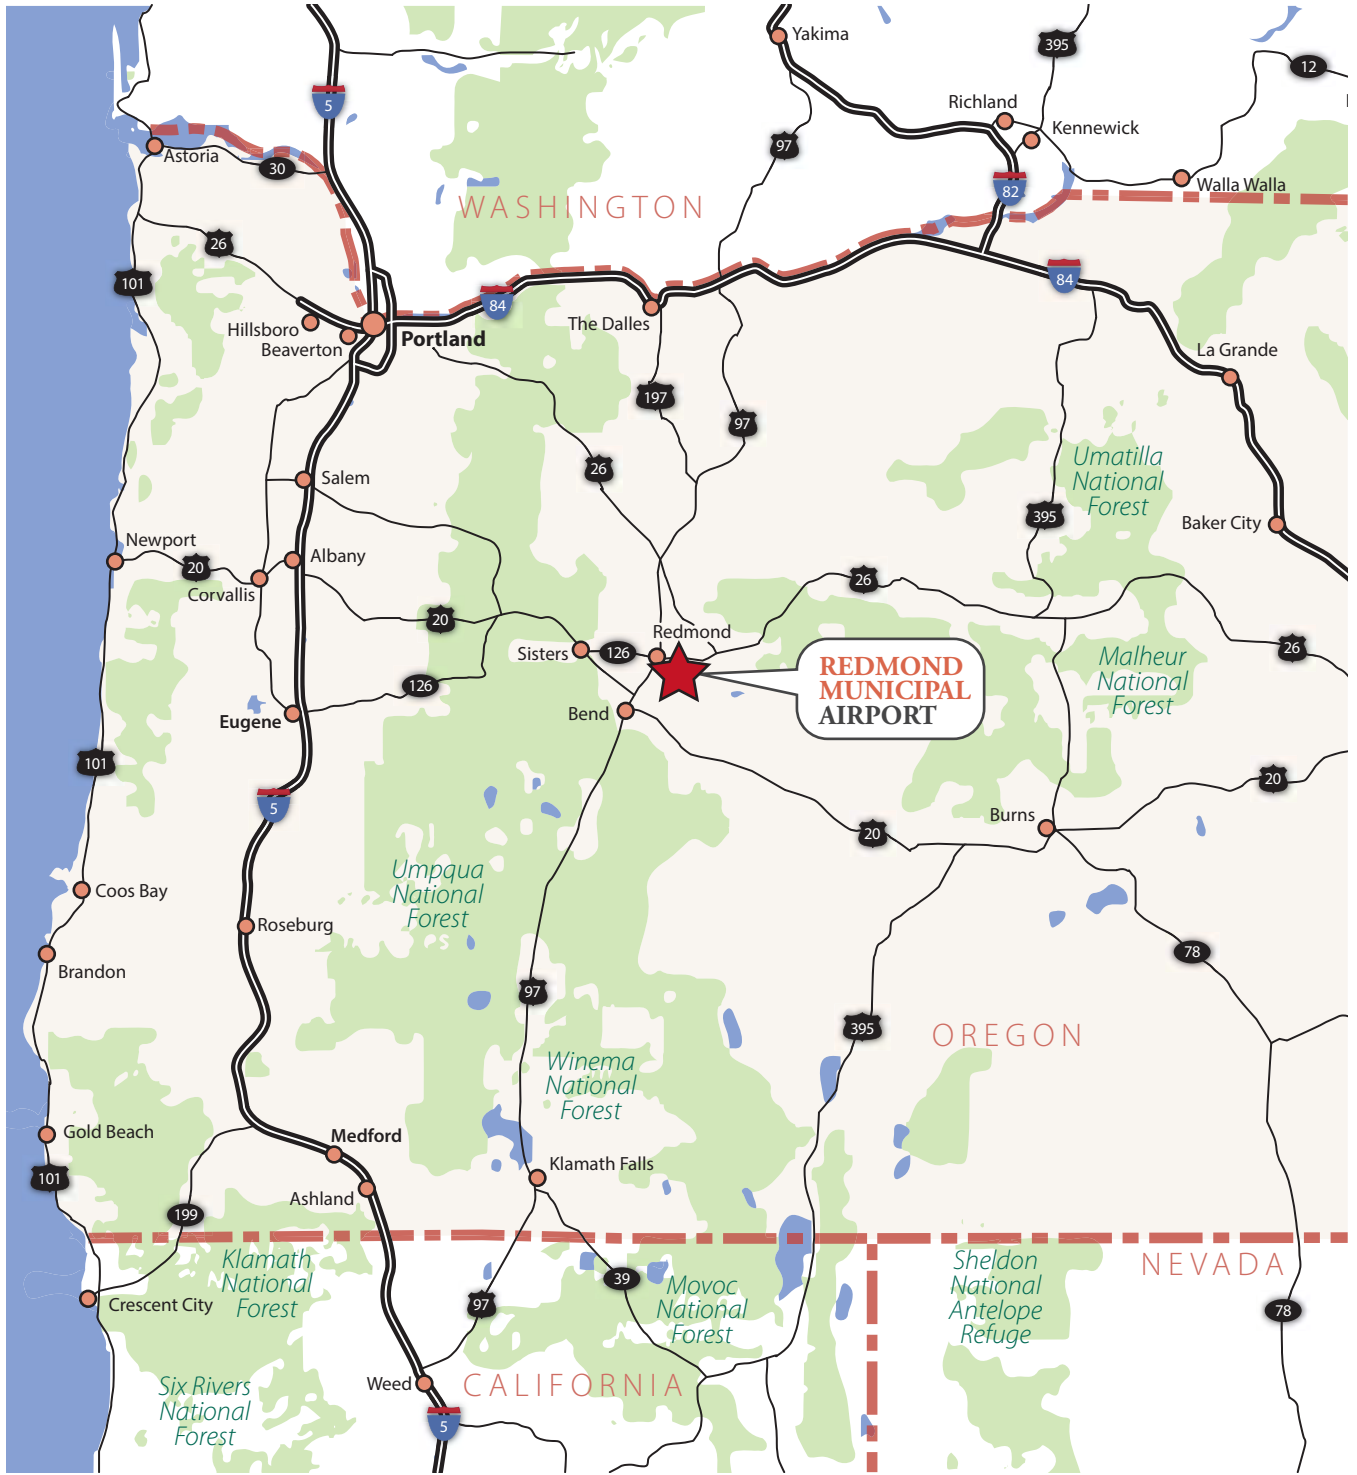 Yakima
395
12
5
Richland
Kennewick
97
Astoria
30
82
Walla Walla
WASHINGTON
26
101
84
84
Hillsboro
Beaverton
Portland
The Dalles
La Grande
197
97
26
Umatilla
National
Forest
Salem
395
Baker City
Newport
20
Albany
Corvallis
26
20
Redmond
Sisters
126
26
126
REDMOND
MUNICIPAL
AIRPORT
Malheur
National
Forest
Eugene
Bend
101
5
20
Burns
20
Umpqua
National
Forest
Coos Bay
Roseburg
Brandon
78
97
395
OREGON
Winema
National
Forest
Gold Beach
Medford
101
Klamath Falls
Ashland
199
Klamath
National
Forest
Sheldon
National
Antelope
Refuge
NEVADA
39
Movoc
National
Forest
Crescent City
97
78
Weed
CALIFORNIA
Six Rivers
National
Forest
5